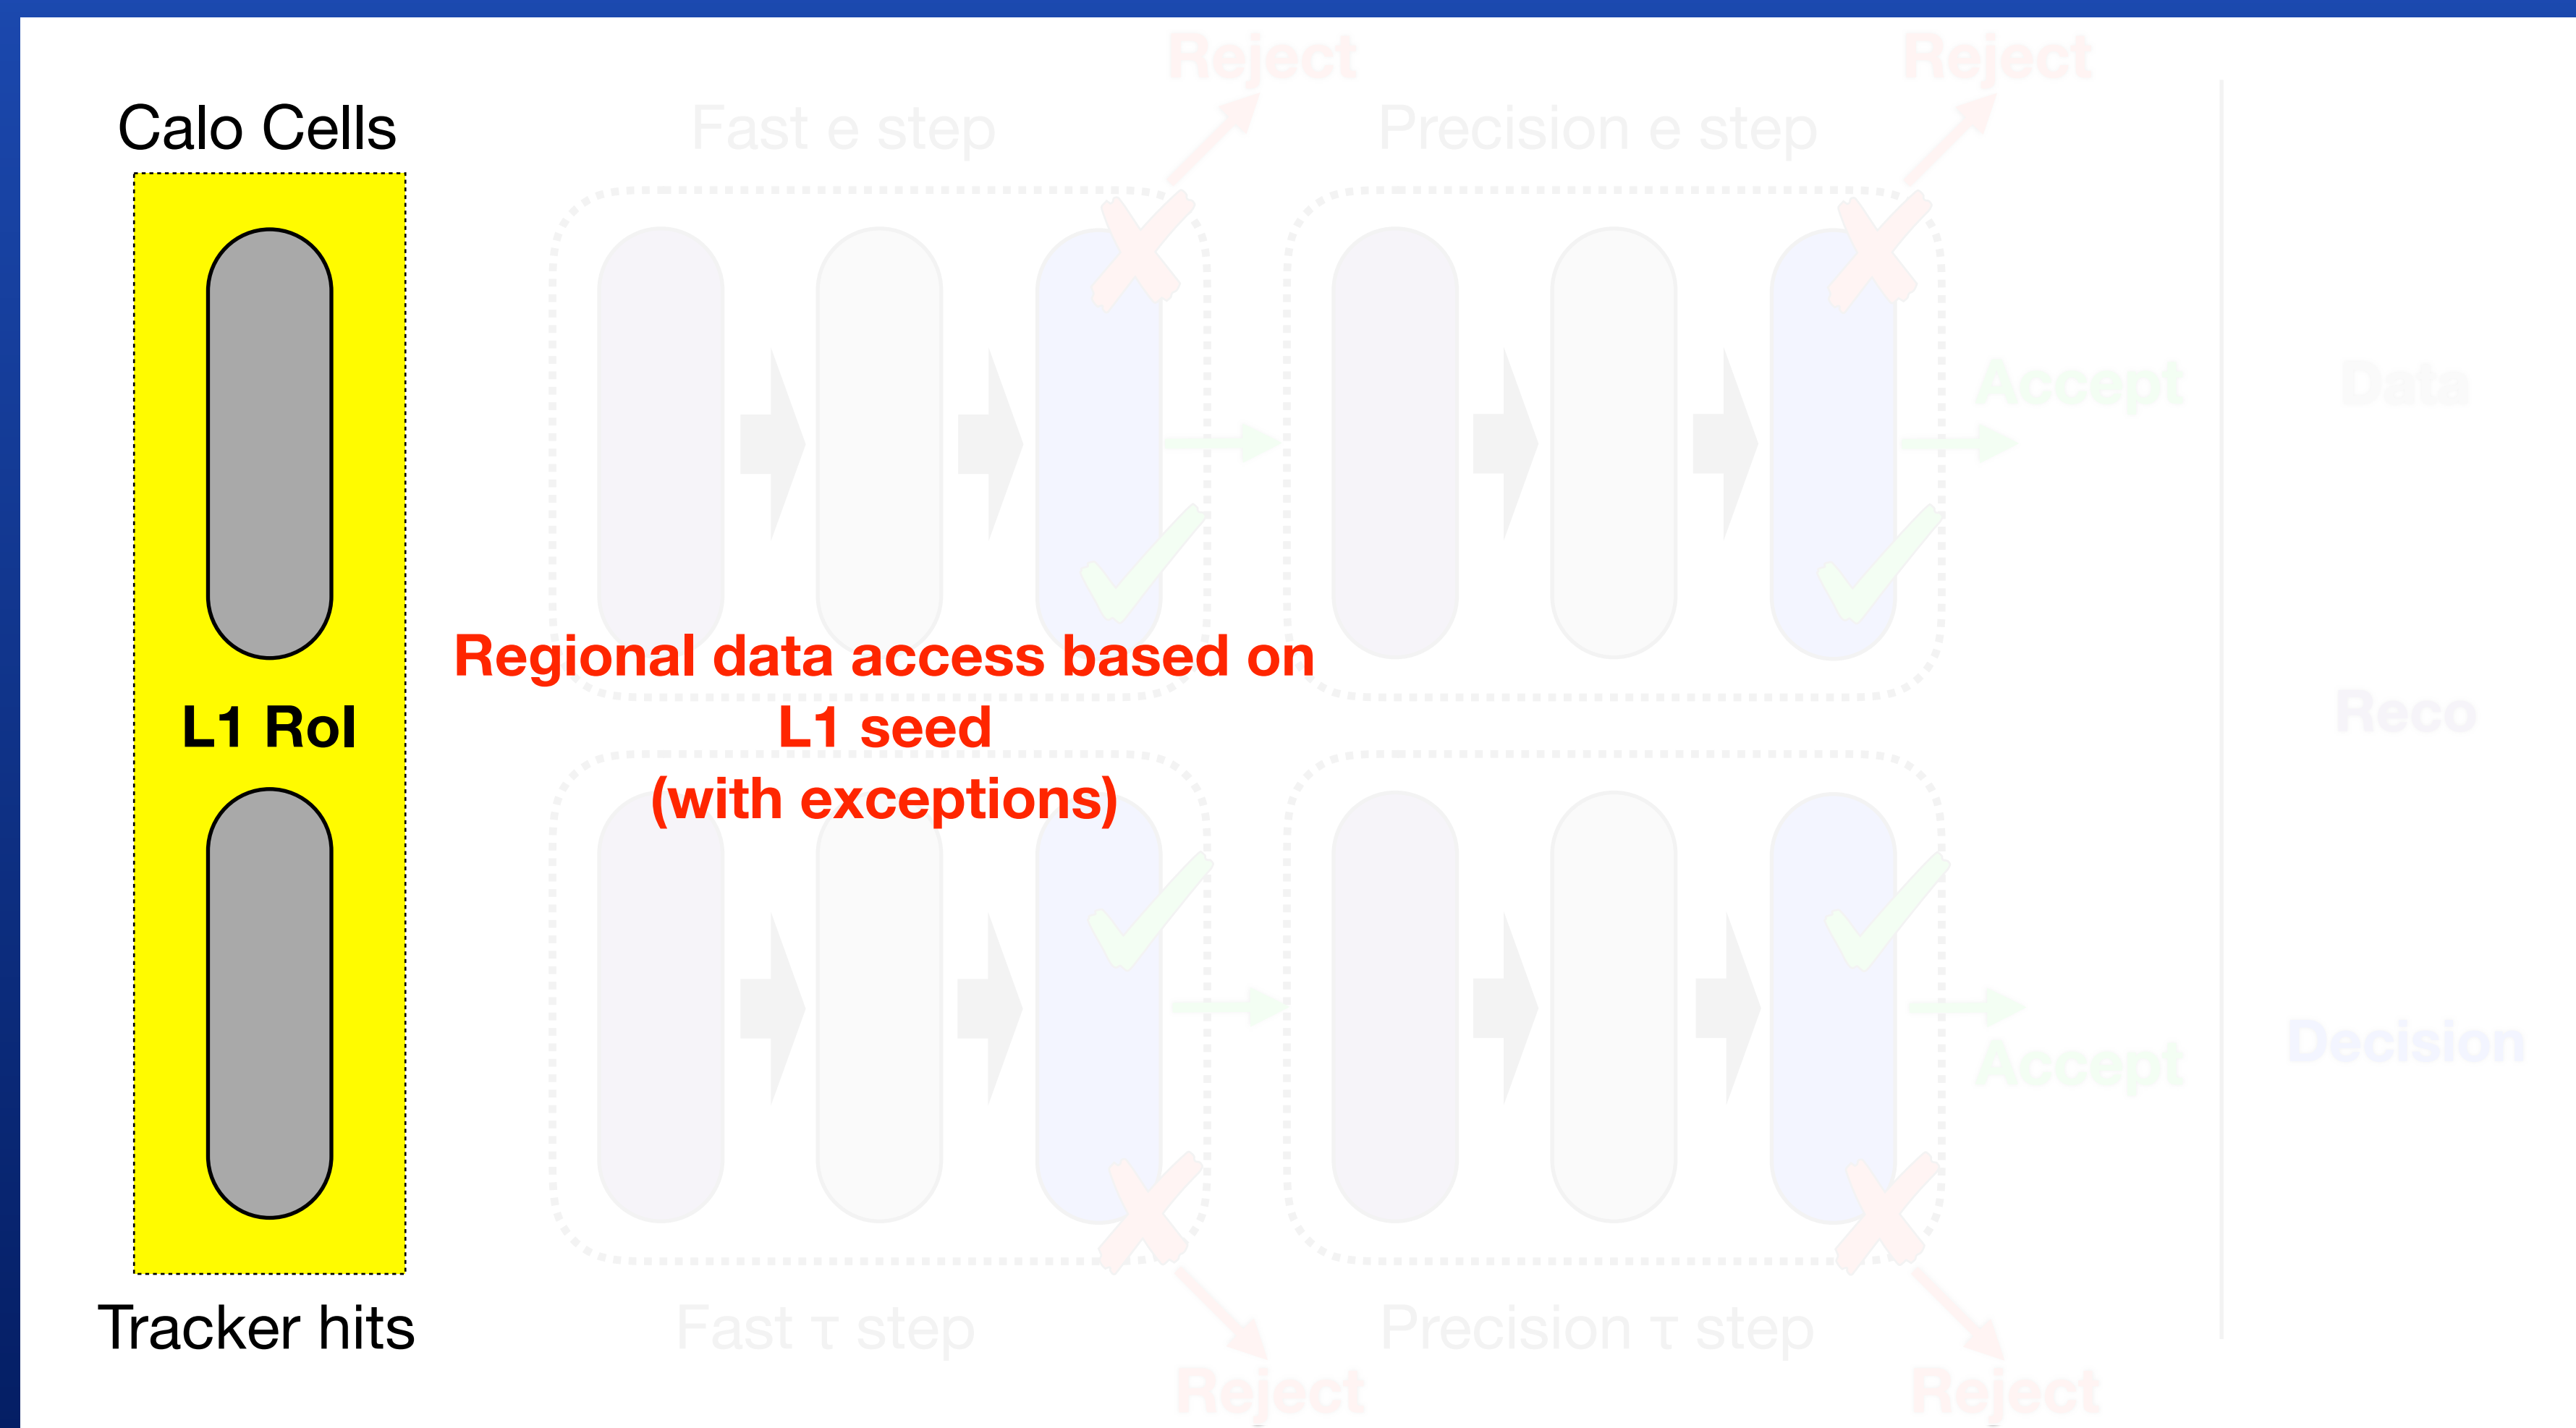 Reject
Reject
Calo Cells
Fast e step
Precision e step
Accept
Data
Regional data access based on
L1 seed
(with exceptions)
L1 RoI
Reco
Decision
Accept
Tracker hits
Fast τ step
Precision τ step
Reject
Reject